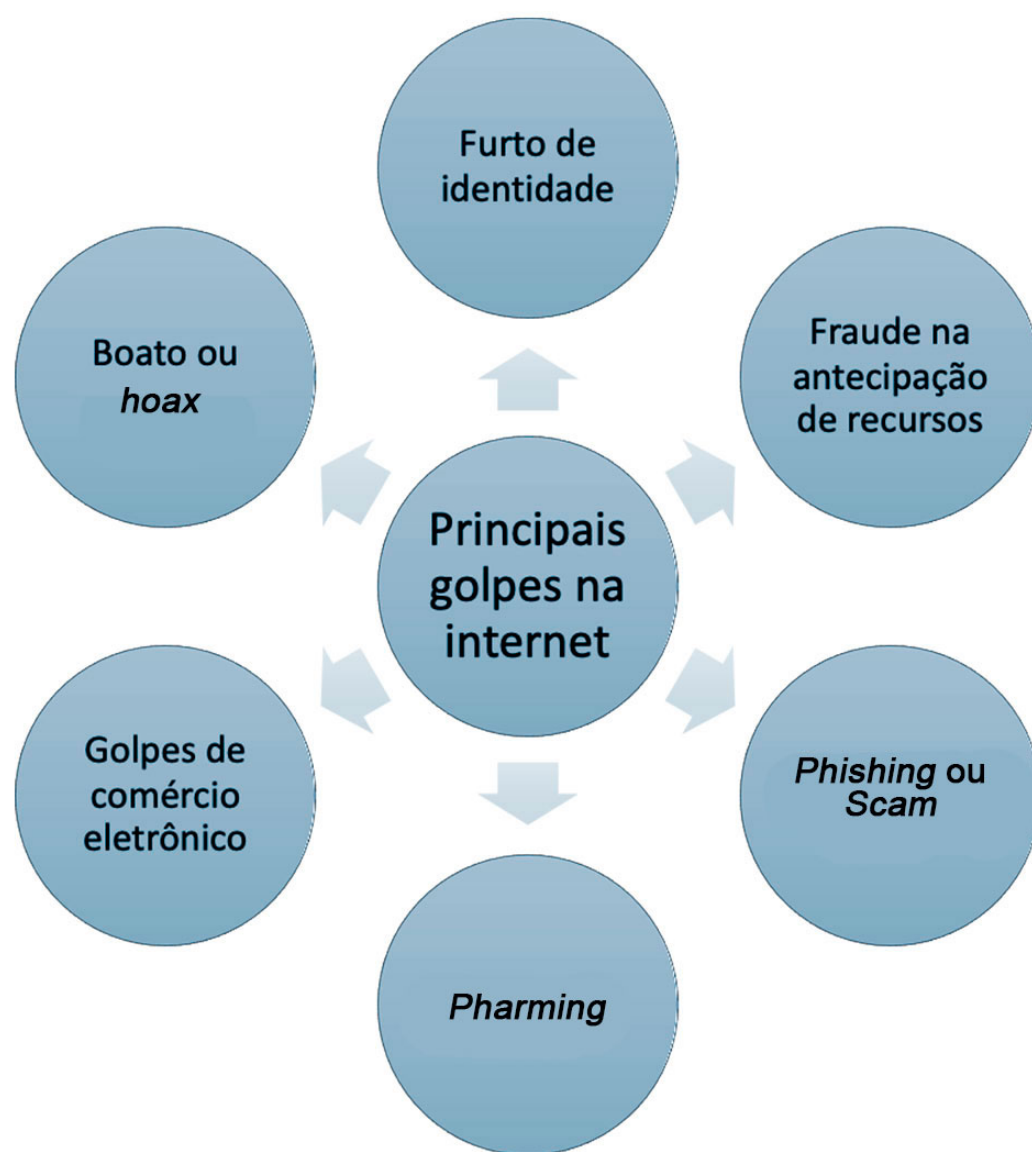 Furto de
identidade
Boato ou
hoax
Fraude na
antecipação
de recursos
Principais
golpes na
internet
Golpes de
comércio
eletrônico
Phishing ou
Scam
Pharming